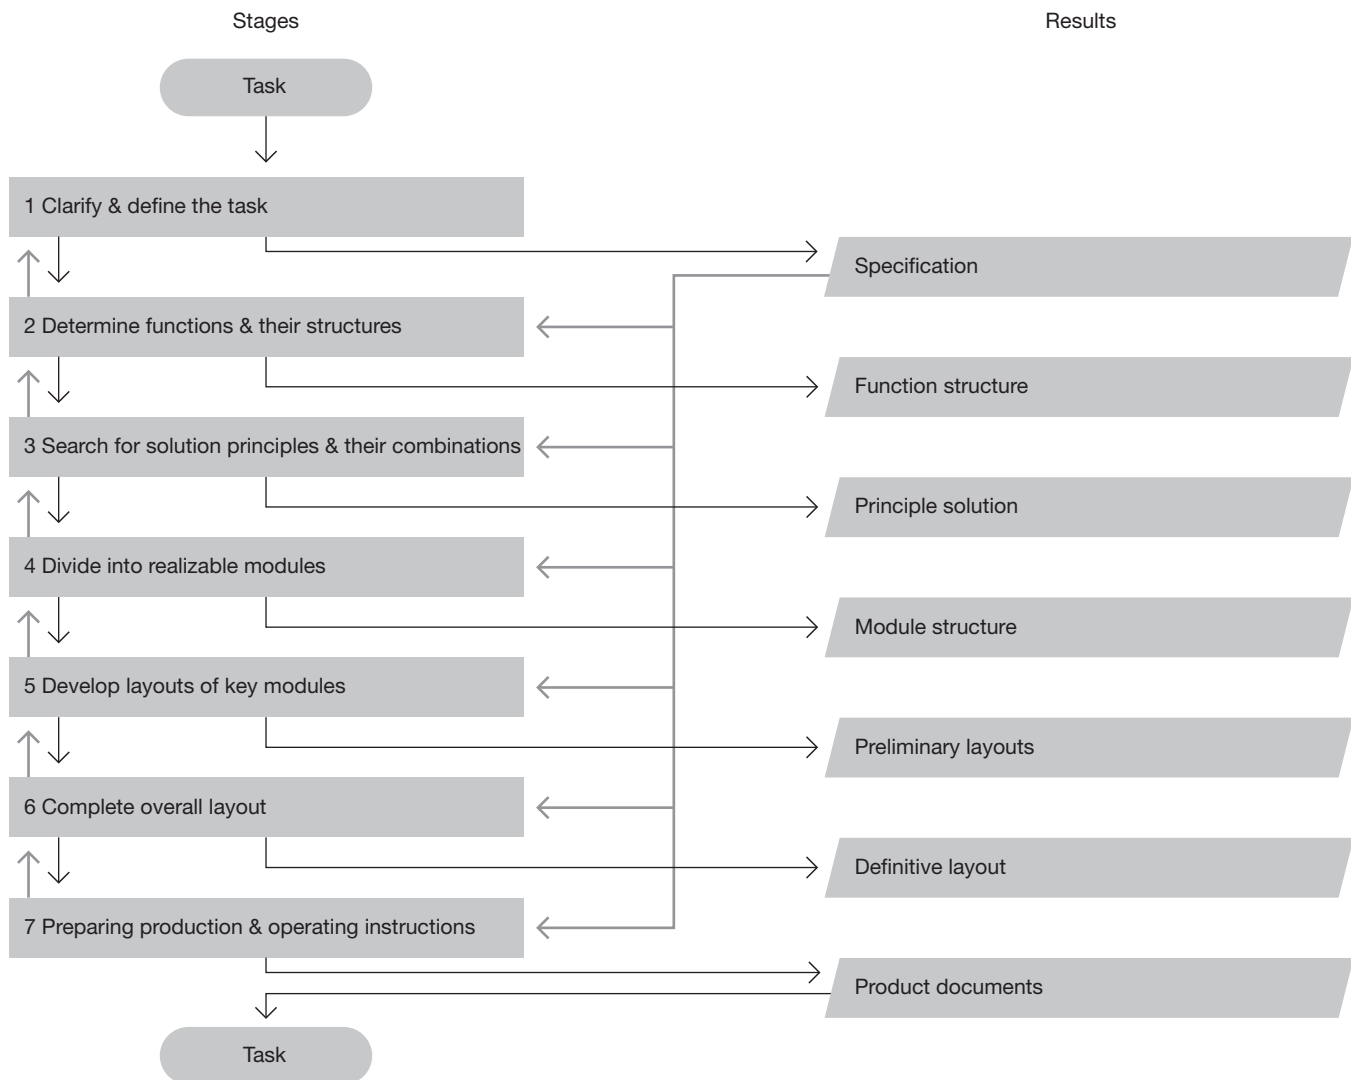 Stages
Results
Task
1 Clarify & define the task
Specification
2 Determine functions & their structures
Function structure
3 Search for solution principles & their combinations
Principle solution
4 Divide into realizable modules
Module structure
5 Develop layouts of key modules
Preliminary layouts
6 Complete overall layout
Definitive layout
7 Preparing production & operating instructions
Product documents
Task